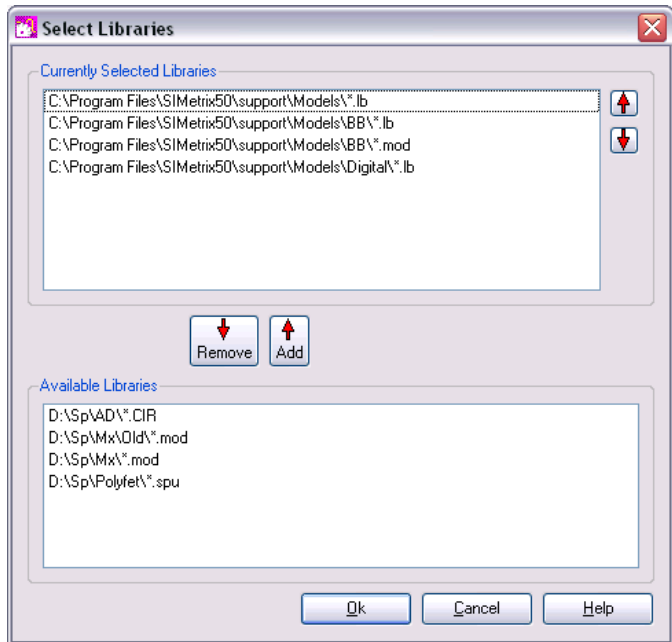 Select Libraries
Currently Selected Libraries
C:\Program Files\SIMetrix50\support\Models\*.lb
C:\Program Files\SIMetrix50\support\Models\BB\*.lb
C:\Program Files\SIMetrix50\support\Models\BB\*.mod
C:\Program Files\SIMetrix50\support\Models\Digital\*.lb
Remove Add
Available Libraries
D:\Sp\AD\*.CIR
D:\Sp\Mx\Old\*.mod
D:\Sp\Mx\*.mod
D:\Sp\Polyfet\*.spu
Ok Cancel Help